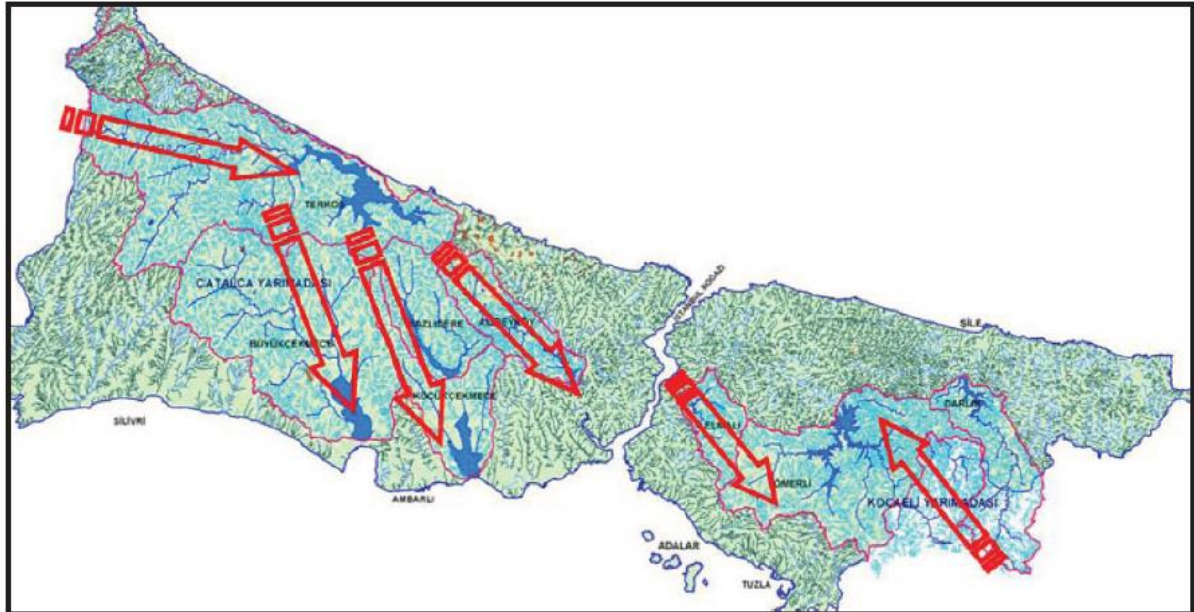 TERKOS
ÇATALCA YARIMADASI
BÜYÜKÇEKMECE
SAZLIDERE
ALİBEYKÖY
KÜÇÜKÇEKMECE
SİLİVRİ
AMBARLI
İSTANBUL BOĞAZI
ŞİLE
ELMALI
DARLIK
ÖMERLİ
KOCAELİ YARIMADASI
ADALAR
TUZLA